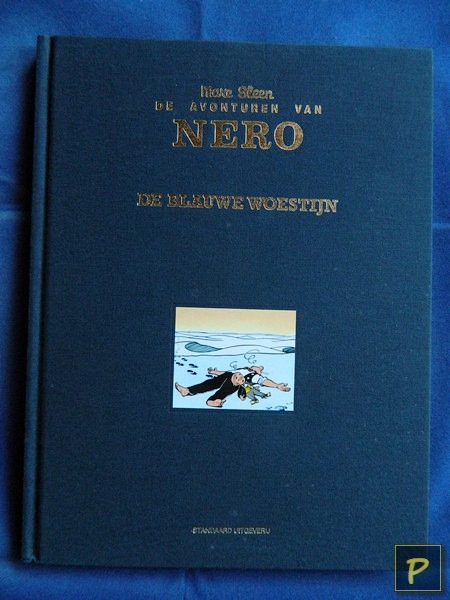 Marc Sleen
DE AVONTUREN VAN
NERO
DE BLAUWE WOESTIJN
STANDAARD UITGEVERIJ
P